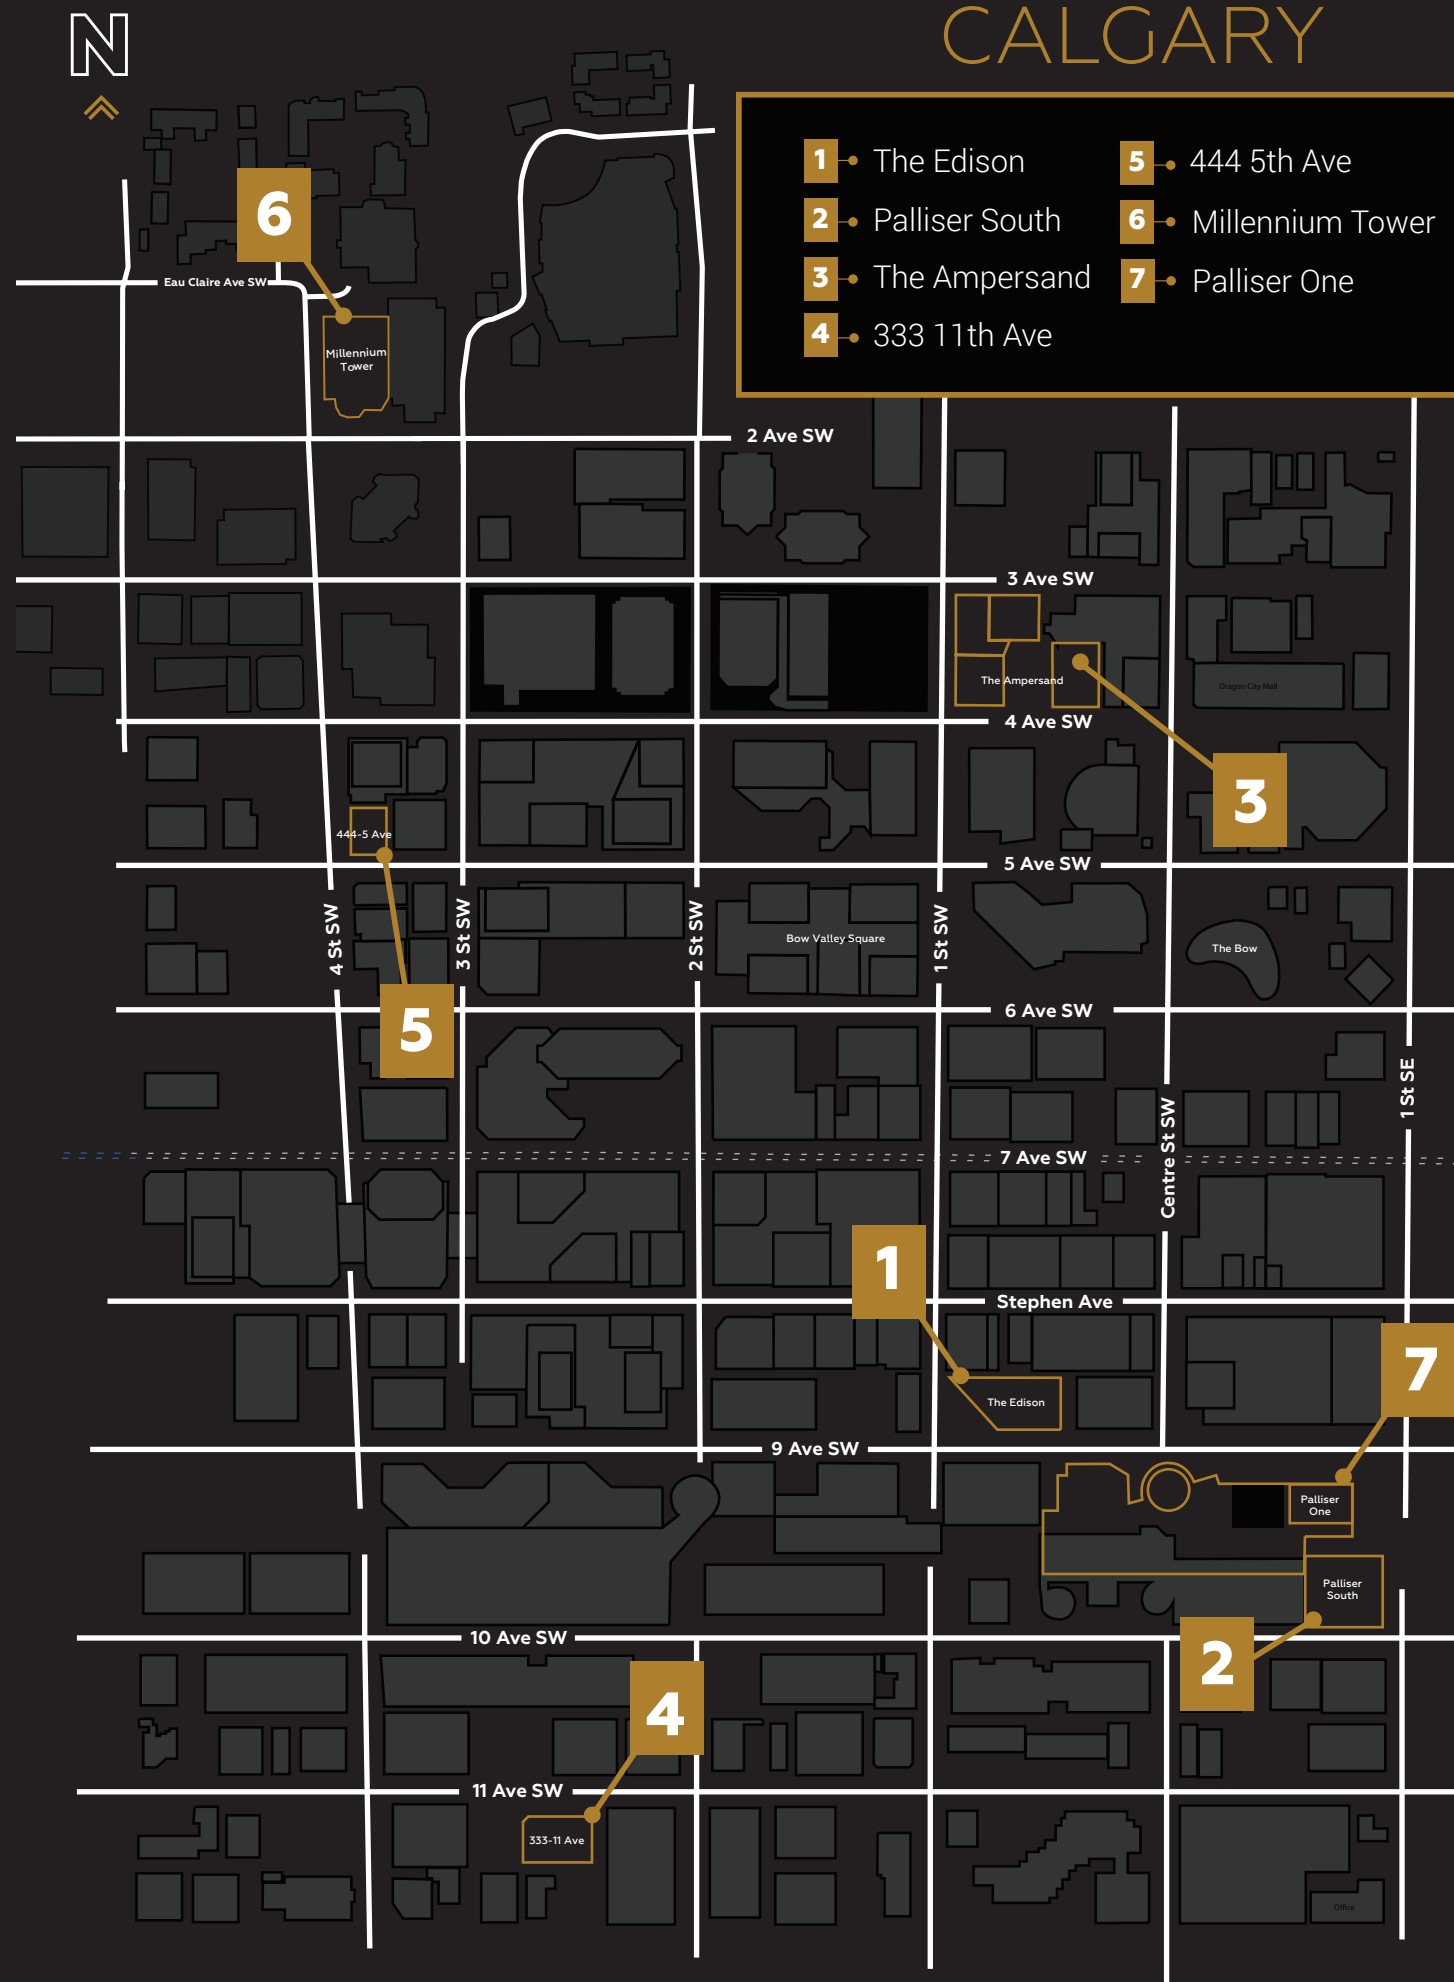 N
CALGARY
1 The Edison
2 Palliser South
3 The Ampersand
4 333 11th Ave
5 444 5th Ave
6 Millennium Tower
7 Palliser One
6
Eau Claire Ave SW
Millennium
Tower
2 Ave SW
3 Ave SW
The Ampersand
Dragon City Mall
4 Ave SW
3
444-5 Ave
5 Ave SW
4 St SW
3 St SW
2 St SW
1 St SW
Bow Valley Square
The Bow
5
6 Ave SW
1 St SE
Centre St SW
7 Ave SW
1
Stephen Ave
7
The Edison
9 Ave SW
Palliser
One
Palliser
South
10 Ave SW
2
4
11 Ave SW
333-11 Ave
Office